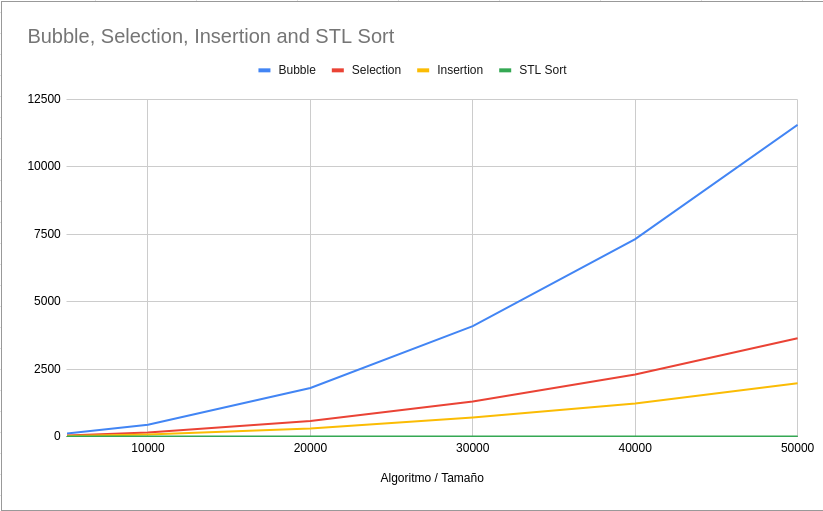 Bubble, Selection, Insertion and STL Sort
Bubble Selection Insertion STL Sort
12500
10000
7500
5000
2500
0
10000 20000 30000 40000 50000
Algoritmo / Tamaño